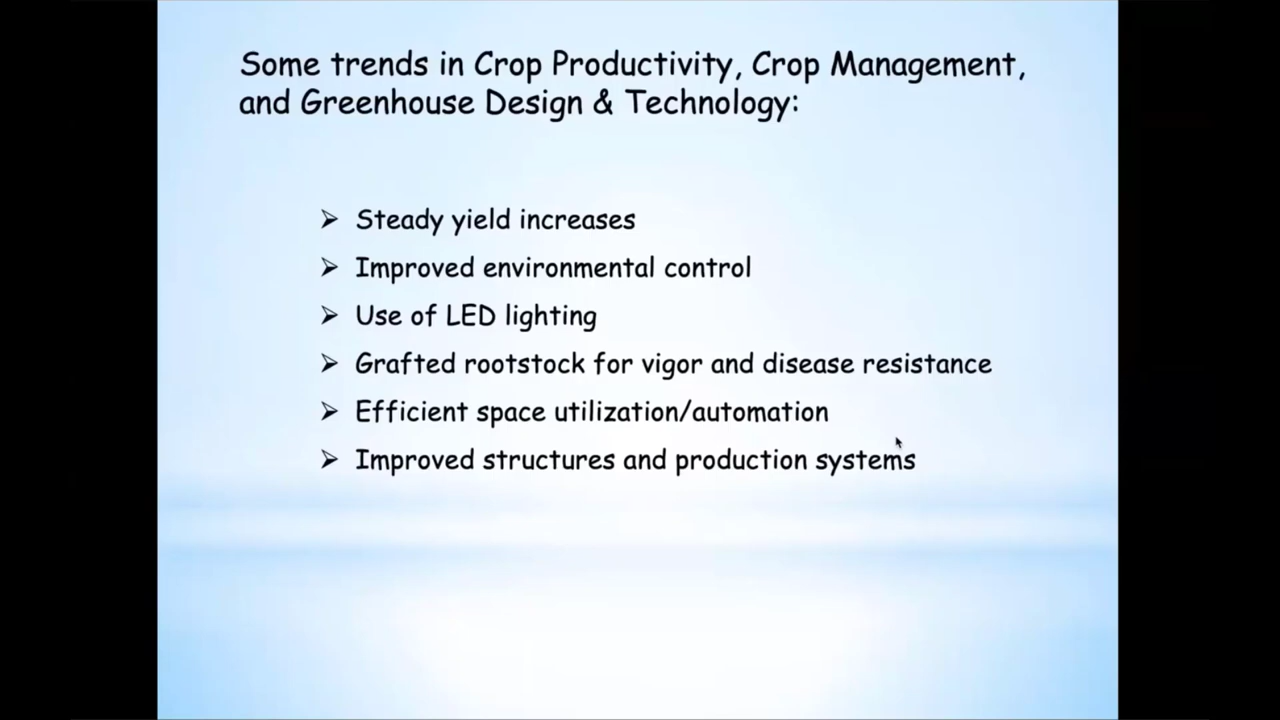 Some trends in Crop Productivity, Crop Management,
and Greenhouse Design & Technology:
➢ Steady yield increases
➢ Improved environmental control
➢ Use of LED lighting
➢ Grafted rootstock for vigor and disease resistance
➢ Efficient space utilization/automation
➢ Improved structures and production systems